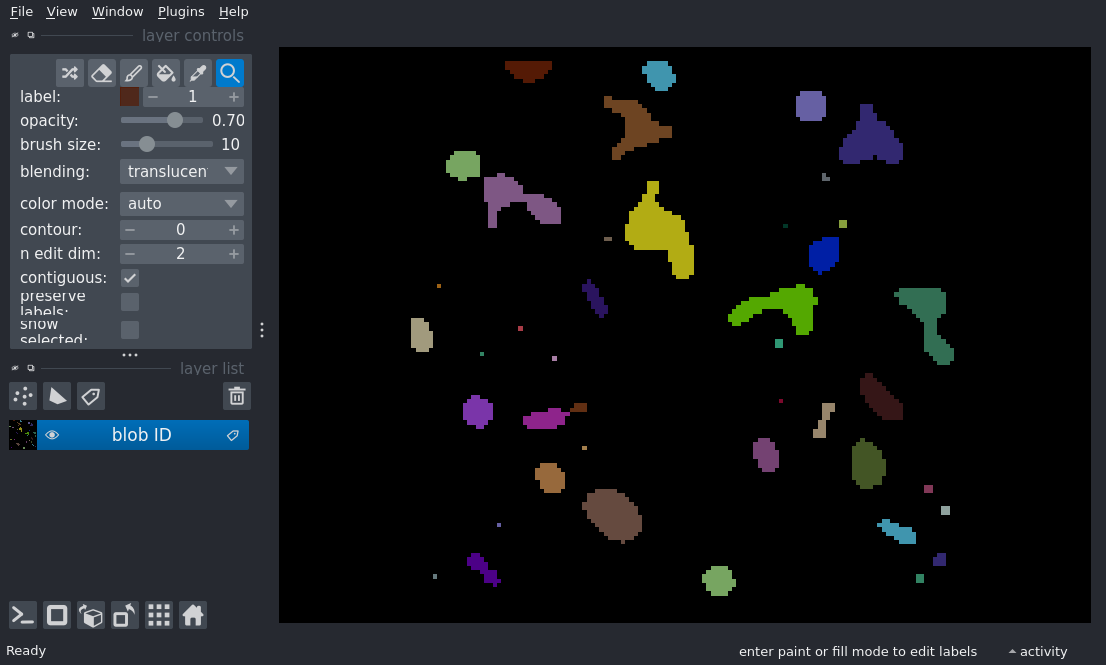 File View Window Plugins Help
layer controls
label: 1
opacity: 0.70
brush size: 10
blending: translucen
color mode: auto
contour: 0
n edit dim: 2
contiguous:
preserve
labels:
show
selected:
layer list
blob ID
Ready
enter paint or fill mode to edit labels
activity